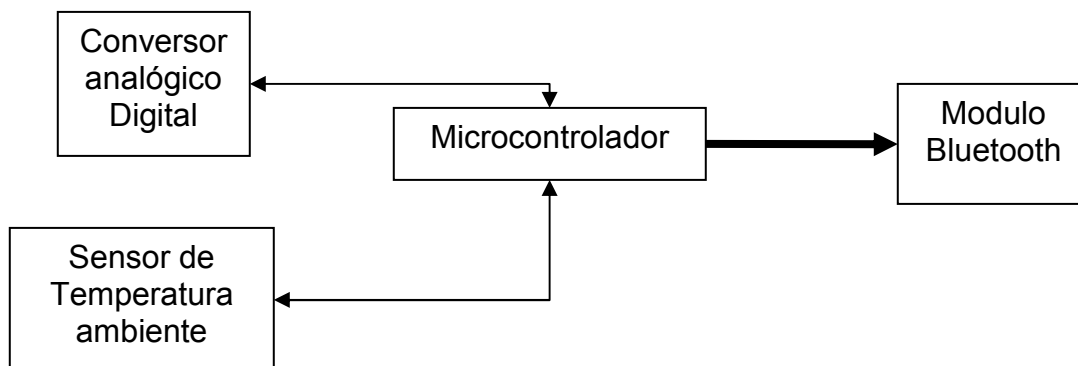 Conversor
analógico
Digital
Microcontrolador
Modulo
Bluetooth
Sensor de
Temperatura
ambiente